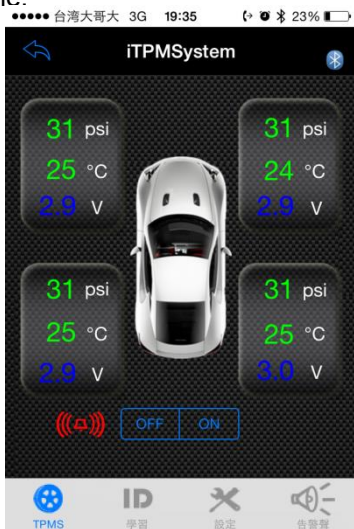 台湾大哥大 3G 19:35 23%
iTPMSystem
31 psi 31 psi
25 °C 24 °C
2.9 V 2.9 V
31 psi 31 psi
25 °C 25 °C
2.9 V 3.0 V
OFF ON
TPMS ID
學習 設定 告警聲